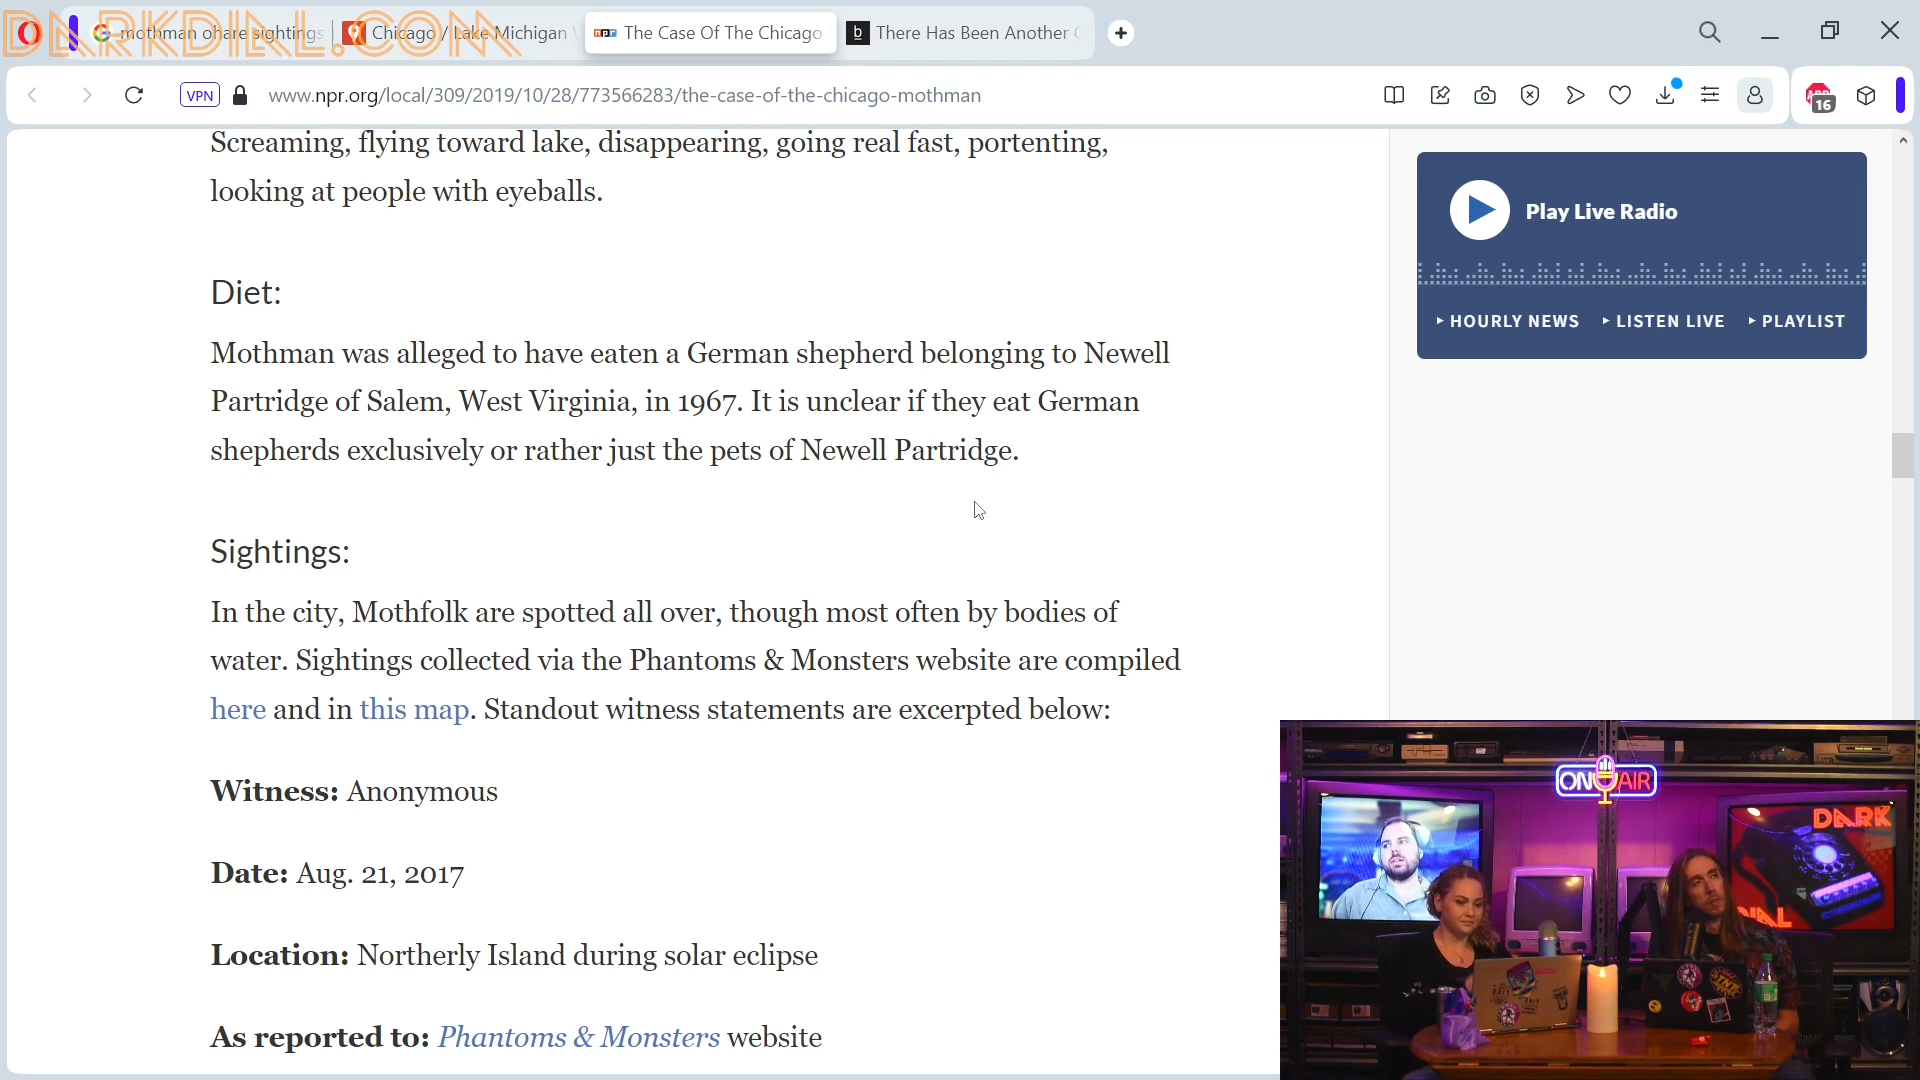 DARKDIAL.COM
mothman ohare sightings
Chicago / Lake Michigan
The Case Of The Chicago
b
There Has Been Another
VPN
www.npr.org/local/309/2019/10/28/773566283/the-case-of-the-chicago-mothman
16
Screaming, flying toward lake, disappearing, going real fast, portenting,
looking at people with eyeballs.
Play Live Radio
HOURLY NEWS
LISTEN LIVE
PLAYLIST
Diet:
Mothman was alleged to have eaten a German shepherd belonging to Newell
Partridge of Salem, West Virginia, in 1967. It is unclear if they eat German
shepherds exclusively or rather just the pets of Newell Partridge.
Sightings:
In the city, Mothfolk are spotted all over, though most often by bodies of
water. Sightings collected via the Phantoms & Monsters website are compiled
here and in this map. Standout witness statements are excerpted below:
Witness: Anonymous
Date: Aug. 21, 2017
Location: Northerly Island during solar eclipse
As reported to: Phantoms & Monsters website
ON AIR
DARK
DIAL